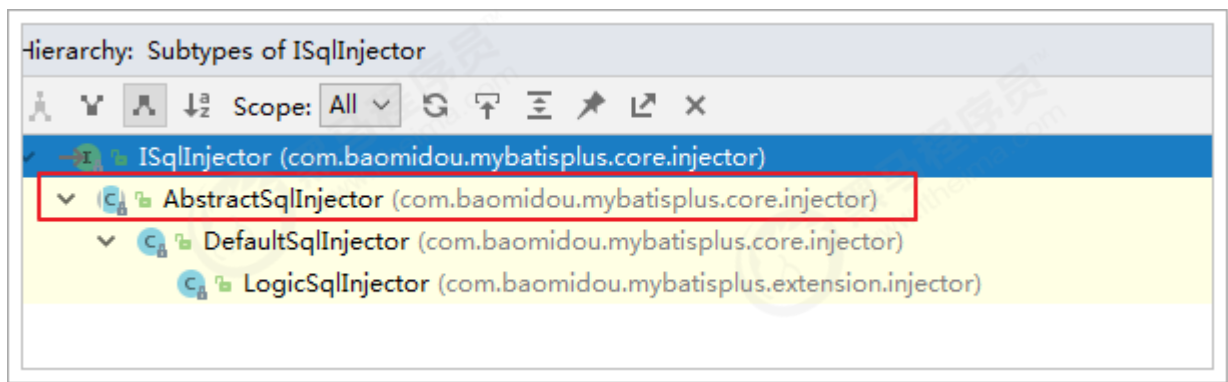 Hierarchy: Subtypes of ISqlInjector
Scope: All
ISqlInjector (com.baomidou.mybatisplus.core.injector)
AbstractSqlInjector (com.baomidou.mybatisplus.core.injector)
DefaultSqlInjector (com.baomidou.mybatisplus.core.injector)
LogicSqlInjector (com.baomidou.mybatisplus.extension.injector)